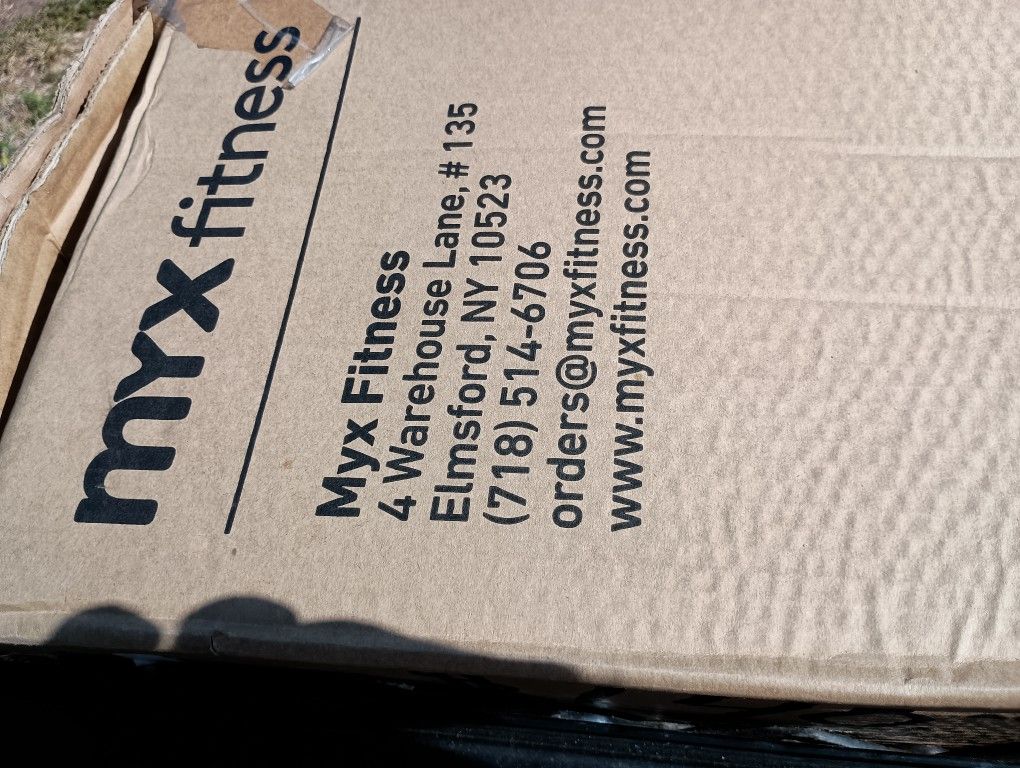 myx fitness
Myx Fitness
4 Warehouse Lane, #135
Elmsford, NY 10523
(718) 514-6706
orders@myxfitness.com
www.myxfitness.com